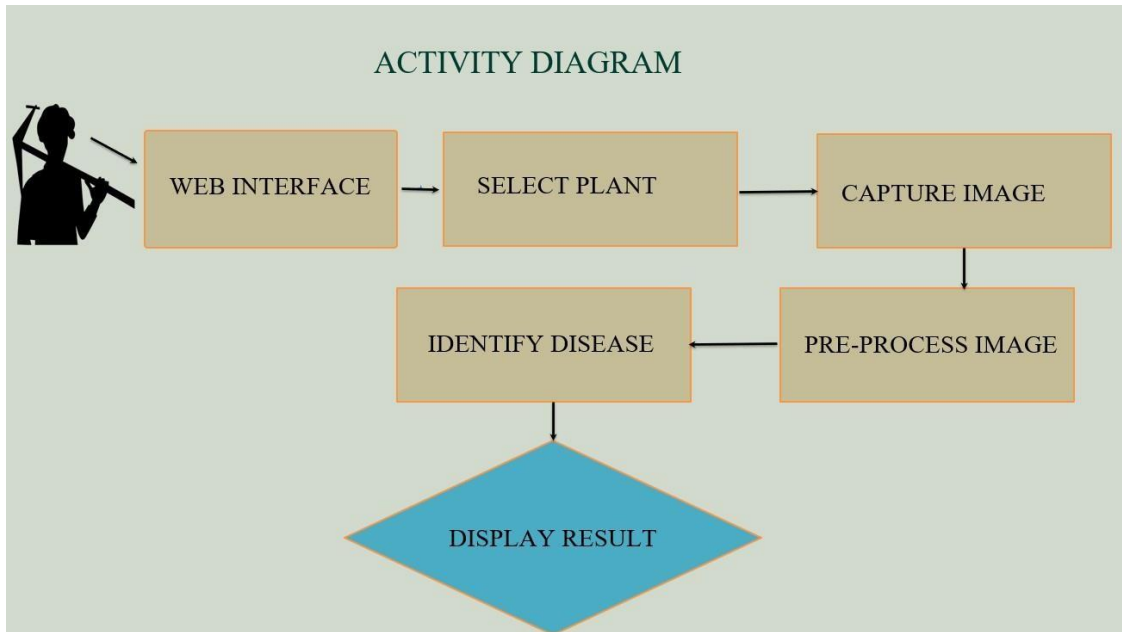 ACTIVITY DIAGRAM
WEB INTERFACE
SELECT PLANT
CAPTURE IMAGE
PRE-PROCESS IMAGE
IDENTIFY DISEASE
DISPLAY RESULT